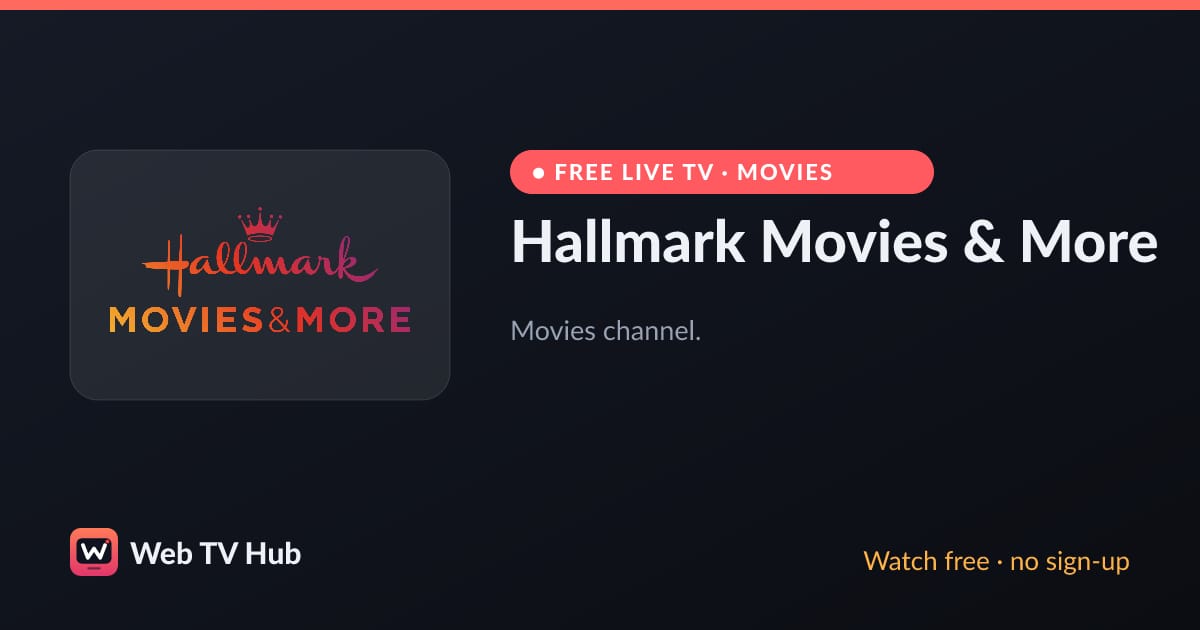 Hallmark
MOVIES&MORE
• FREE LIVE TV · MOVIES
Hallmark Movies & More
Movies channel.
W
Web TV Hub
Watch free · no sign-up